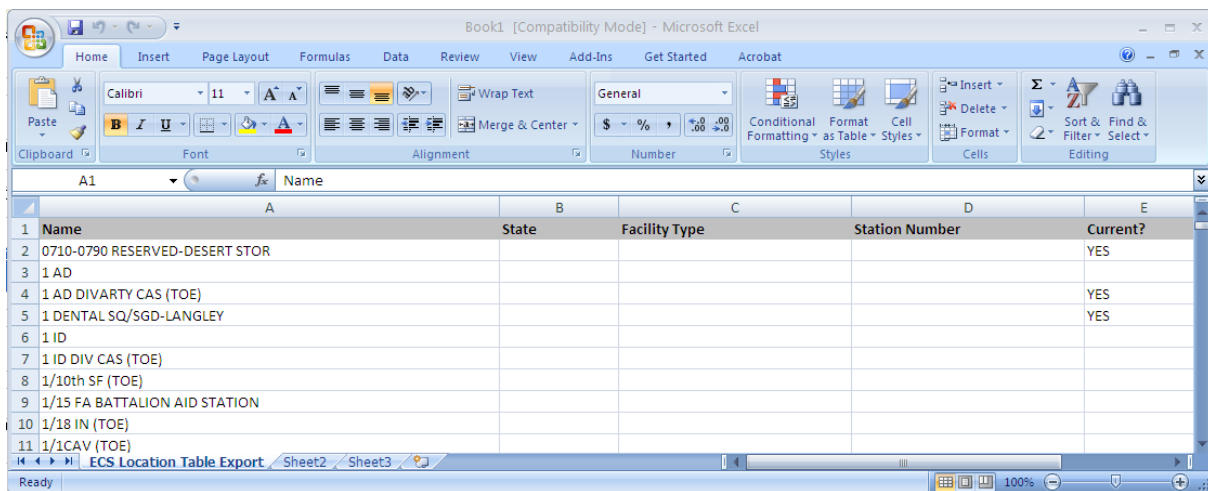 Book1 [Compatibility Mode] - Microsoft Excel
Home Insert Page Layout Formulas Data Review View Add-Ins Get Started Acrobat
Paste
Calibri 11 A A
B I U A
Wrap Text
Merge & Center
General
$ % , .0 .00 .00 .0
Conditional Formatting
Format as Table
Cell Styles
Insert
Delete
Format
Σ
Sort & Filter
Find & Select
Clipboard Font Alignment Number Styles Cells Editing
A1 fx Name
A B C D E
1 Name State Facility Type Station Number Current?
2 0710-0790 RESERVED-DESERT STOR YES
3 1 AD
4 1 AD DIVARTY CAS (TOE) YES
5 1 DENTAL SQ/SGD-LANGLEY YES
6 1 ID
7 1 ID DIV CAS (TOE)
8 1/10th SF (TOE)
9 1/15 FA BATTALION AID STATION
10 1/18 IN (TOE)
11 1/1CAV (TOE)
ECS Location Table Export Sheet2 Sheet3
Ready 100%